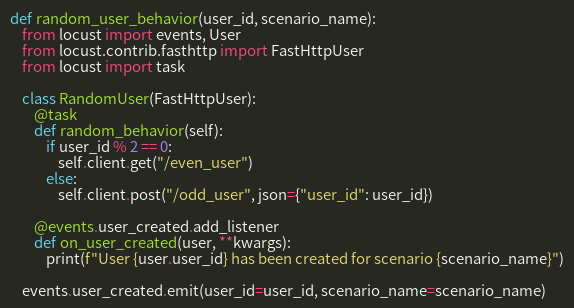 def random_user_behavior(user_id, scenario_name):
from locust import events, User
from locust.contrib.fasthttp import FastHttpUser
from locust import task
class RandomUser(FastHttpUser):
@task
def random_behavior(self):
if user_id % 2 == 0:
self.client.get("/even_user")
else:
self.client.post("/odd_user", json={"user_id": user_id})
@events.user_created.add_listener
def on_user_created(user, **kwargs):
print(f"User {user.user_id} has been created for scenario {scenario_name}")
events.user_created.emit(user_id=user_id, scenario_name=scenario_name)